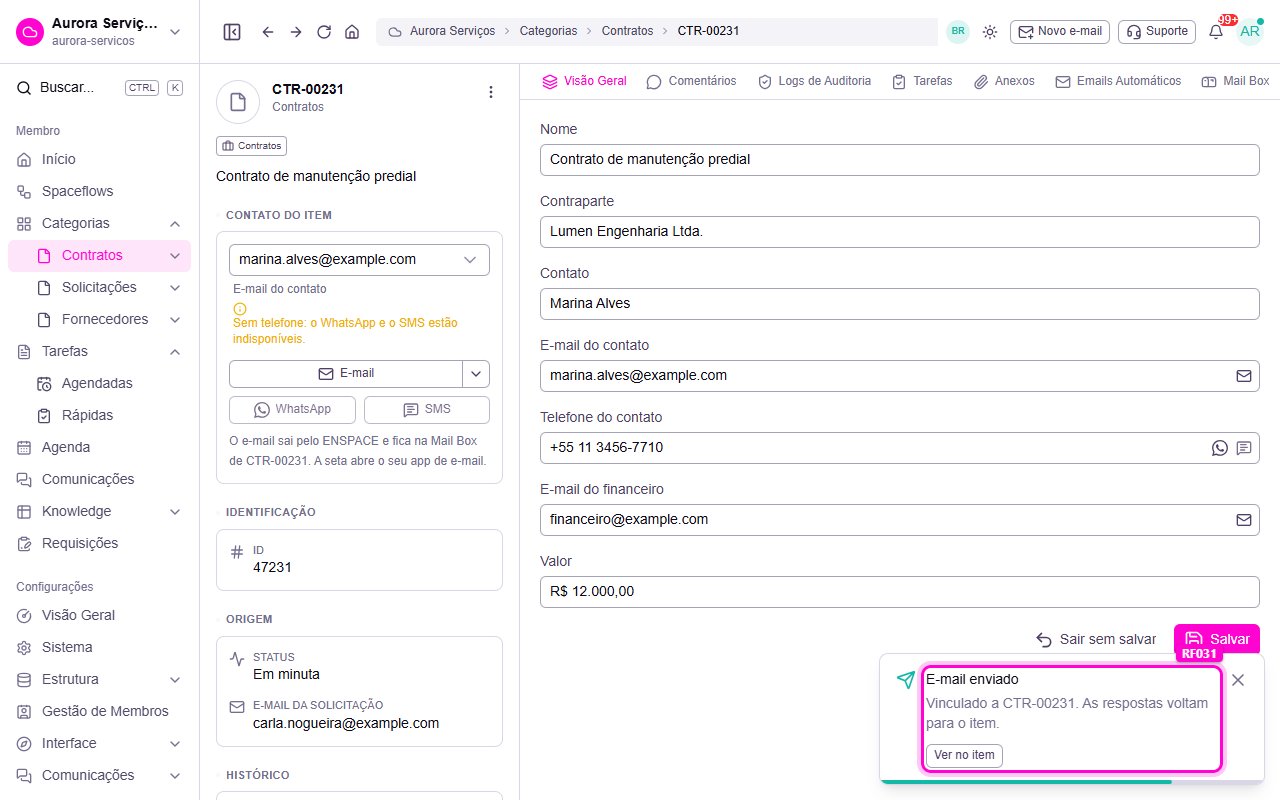 Aurora Serviç...
aurora-servicos
Aurora Serviços > Categorias > Contratos > CTR-00231
BR
Novo e-mail
Suporte
99+
AR
Buscar...
CTRL
K
Membro
Início
Spaceflows
Categorias
Contratos
Solicitações
Fornecedores
Tarefas
Agendadas
Rápidas
Agenda
Comunicações
Knowledge
Requisições
Configurações
Visão Geral
Sistema
Estrutura
Gestão de Membros
Interface
Comunicações
CTR-00231
Contratos
Contratos
Contrato de manutenção predial
CONTATO DO ITEM
marina.alves@example.com
E-mail do contato
Sem telefone: o WhatsApp e o SMS estão
indisponíveis.
E-mail
WhatsApp
SMS
O e-mail sai pelo ENSPACE e fica na Mail Box
de CTR-00231. A seta abre o seu app de e-mail.
IDENTIFICAÇÃO
ID
47231
ORIGEM
STATUS
Em minuta
E-MAIL DA SOLICITAÇÃO
carla.nogueira@example.com
HISTÓRICO
Visão Geral
Comentários
Logs de Auditoria
Tarefas
Anexos
Emails Automáticos
Mail Box
Nome
Contrato de manutenção predial
Contraparte
Lumen Engenharia Ltda.
Contato
Marina Alves
E-mail do contato
marina.alves@example.com
Telefone do contato
+55 11 3456-7710
E-mail do financeiro
financeiro@example.com
Valor
R$ 12.000,00
Sair sem salvar
Salvar
RF031
E-mail enviado
Vinculado a CTR-00231. As respostas voltam
para o item.
Ver no item